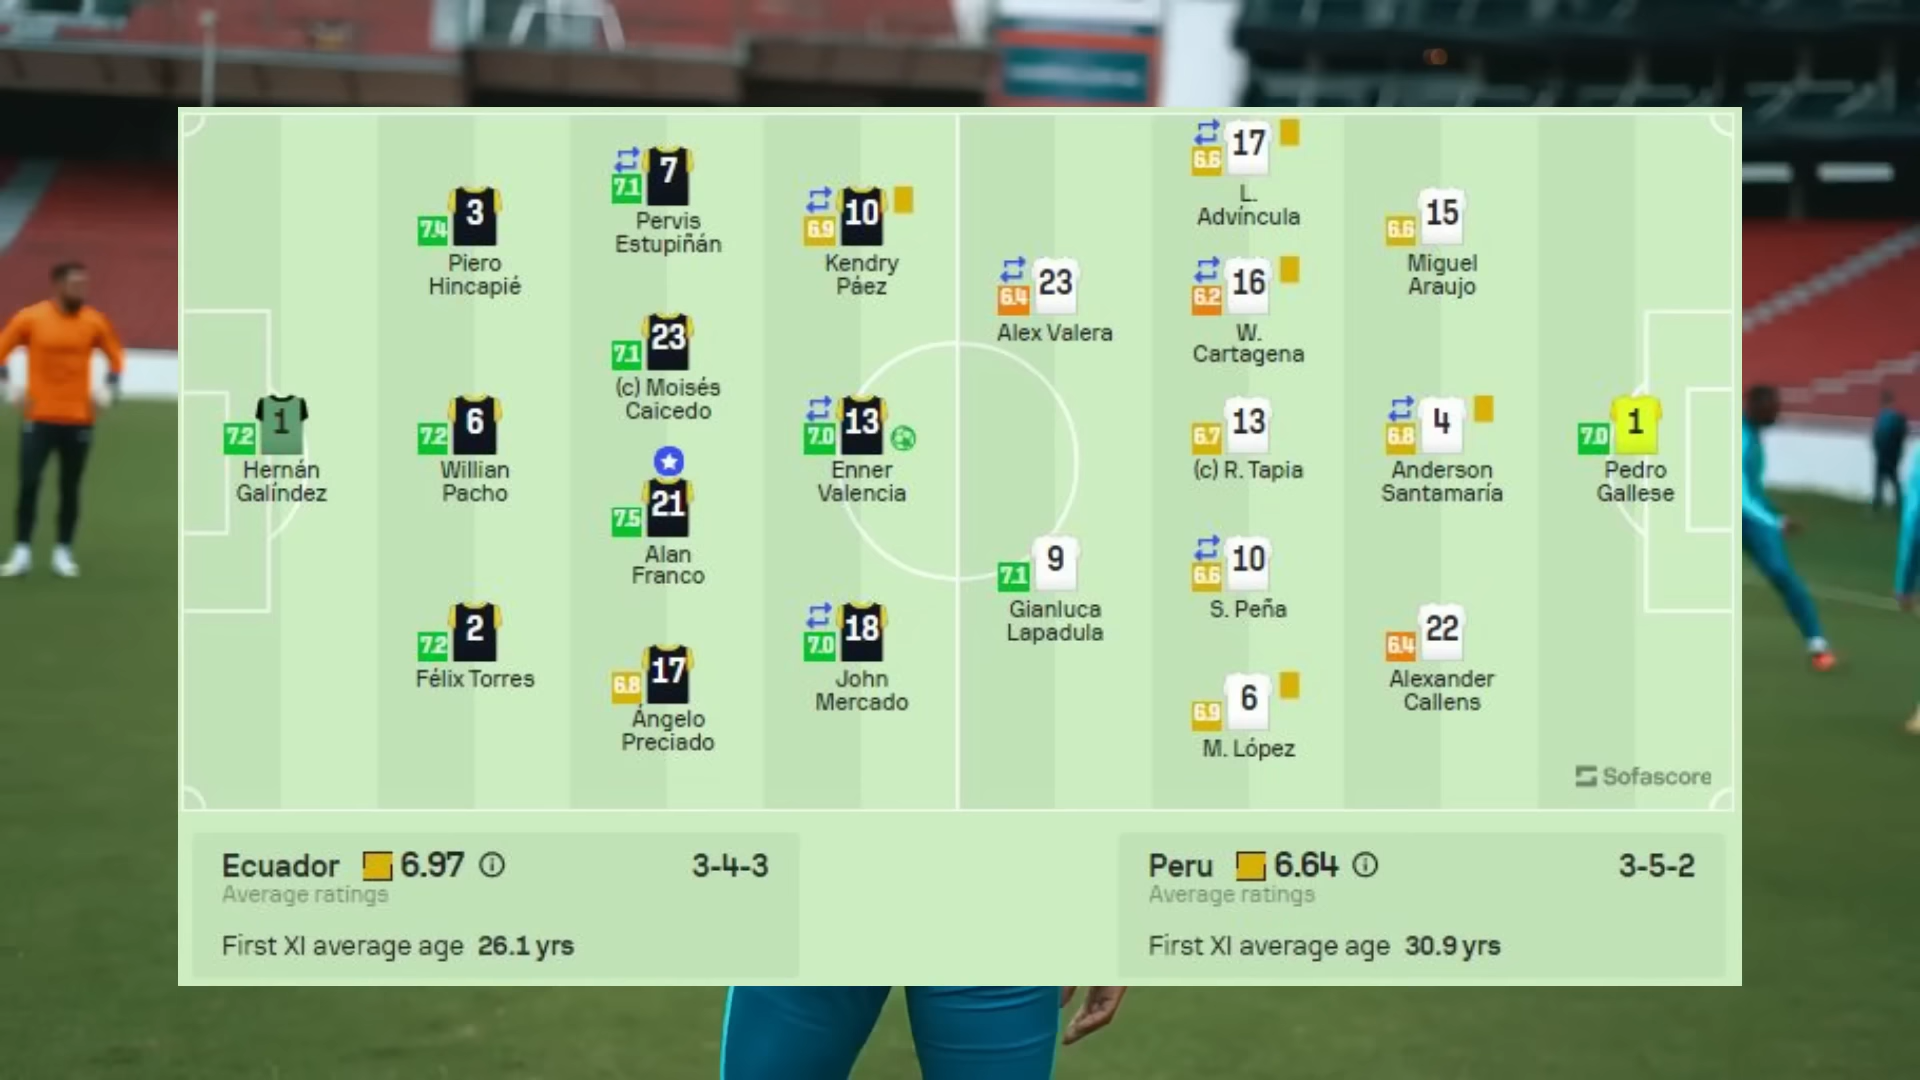 7
7.1
Pervis
Estupiñán
3
7.4
Piero
Hincapié
10
6.9
Kendry
Páez
23
7.1
(c) Moisés
Caicedo
1
7.2
Hernán
Galíndez
6
7.2
Willian
Pacho
13
7.0
Enner
Valencia
21
7.5
Alan
Franco
2
7.2
Félix Torres
17
6.8
Ángelo
Preciado
18
7.0
John
Mercado
17
6.6
L.
Advíncula
23
6.4
Alex Valera
16
6.2
W.
Cartagena
15
6.6
Miguel
Araujo
13
6.7
(c) R. Tapia
4
6.8
Anderson
Santamaría
1
7.0
Pedro
Gallese
9
7.1
Gianluca
Lapadula
10
6.6
S. Peña
22
6.4
Alexander
Callens
6
6.9
M. López
Sofascore
Ecuador 6.97 3-4-3
Average ratings
First XI average age 26.1 yrs
Peru 6.64 3-5-2
Average ratings
First XI average age 30.9 yrs